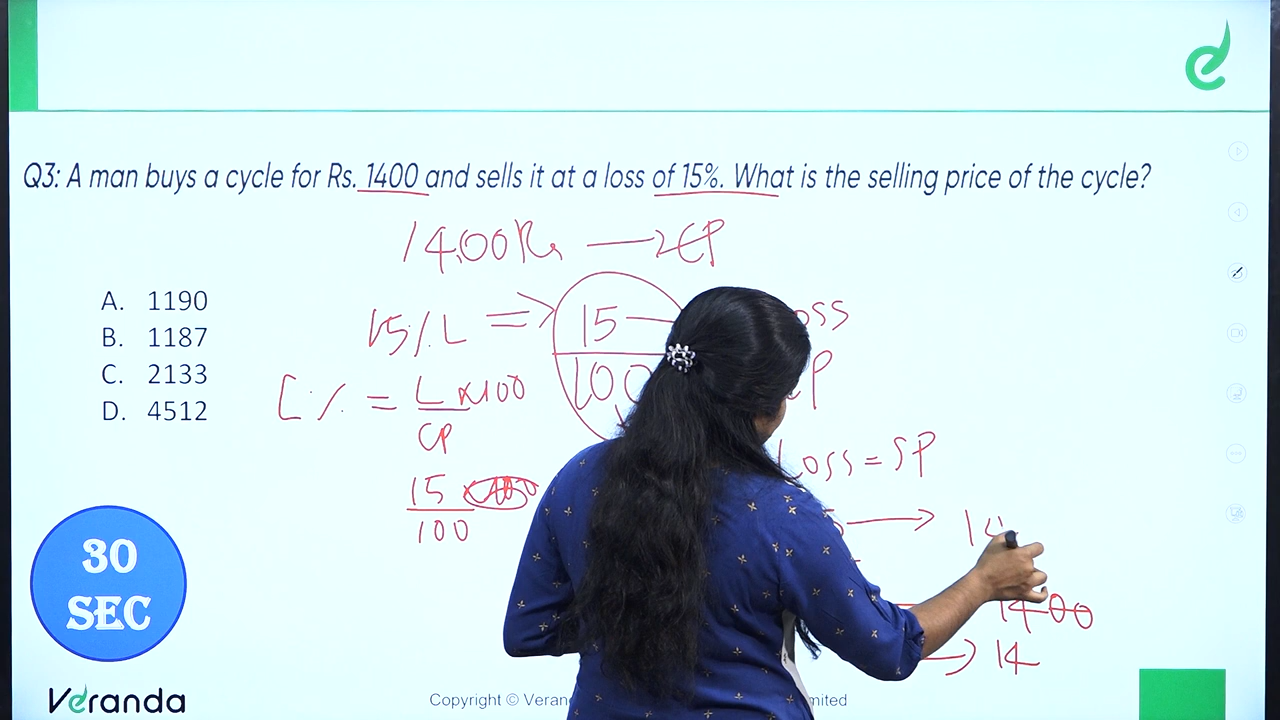 Q3: A man buys a cycle for Rs. 1400 and sells it at a loss of 15%. What is the selling price of the cycle?
1400 Rs → CP
A. 1190
B. 1187
C. 2133
D. 4512
15% L ⇒ 15
100
L% = L × 100
CP
Loss = SP
15
100
1400
→ 14
30
SEC
Veranda
Copyright ©